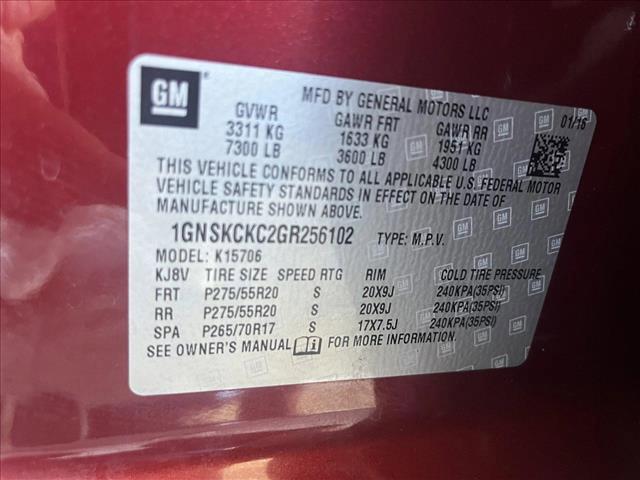 GM
MFD BY GENERAL MOTORS LLC
GVWR GAWR FRT GAWR RR 01/16
3311 KG 1633 KG 1951 KG
7300 LB 3600 LB 4300 LB
THIS VEHICLE CONFORMS TO ALL APPLICABLE U.S. FEDERAL MOTOR
VEHICLE SAFETY STANDARDS IN EFFECT ON THE DATE OF
MANUFACTURE SHOWN ABOVE.
1GNSKCKC2GR256102 TYPE: M.P.V.
MODEL: K15706
KJ8V TIRE SIZE SPEED RTG RIM COLD TIRE PRESSURE
FRT P275/55R20 S 20X9J 240KPA(35PSI)
RR P275/55R20 S 20X9J 240KPA(35PSI)
SPA P265/70R17 S 17X7.5J 240KPA(35PSI)
SEE OWNER'S MANUAL FOR MORE INFORMATION.